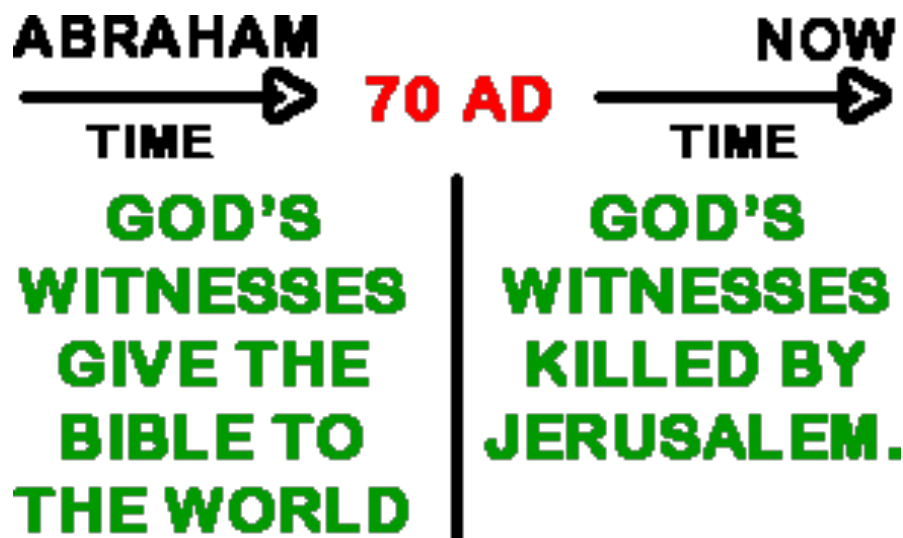 ABRAHAM
TIME
70 AD
NOW
TIME
GOD'S
WITNESSES
GIVE THE
BIBLE TO
THE WORLD
GOD'S
WITNESSES
KILLED BY
JERUSALEM.